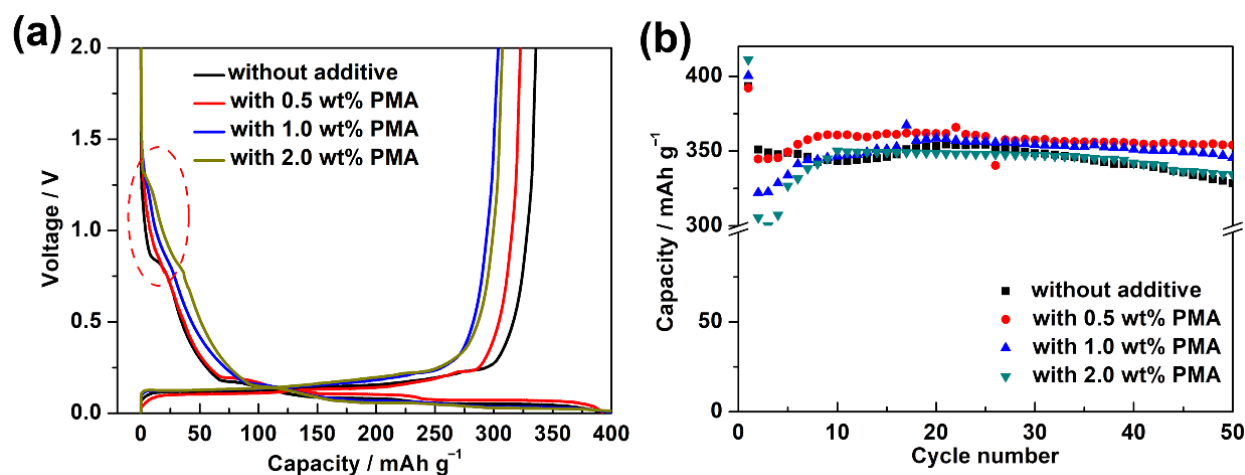 (a)
2.0
1.5
1.0
0.5
0.0
Voltage / V
without additive
with 0.5 wt% PMA
with 1.0 wt% PMA
with 2.0 wt% PMA
0 50 100 150 200 250 300 350 400
Capacity / mAh g⁻¹
(b)
400
350
300
50
0
Capacity / mAh g⁻¹
without additive
with 0.5 wt% PMA
with 1.0 wt% PMA
with 2.0 wt% PMA
0 10 20 30 40 50
Cycle number